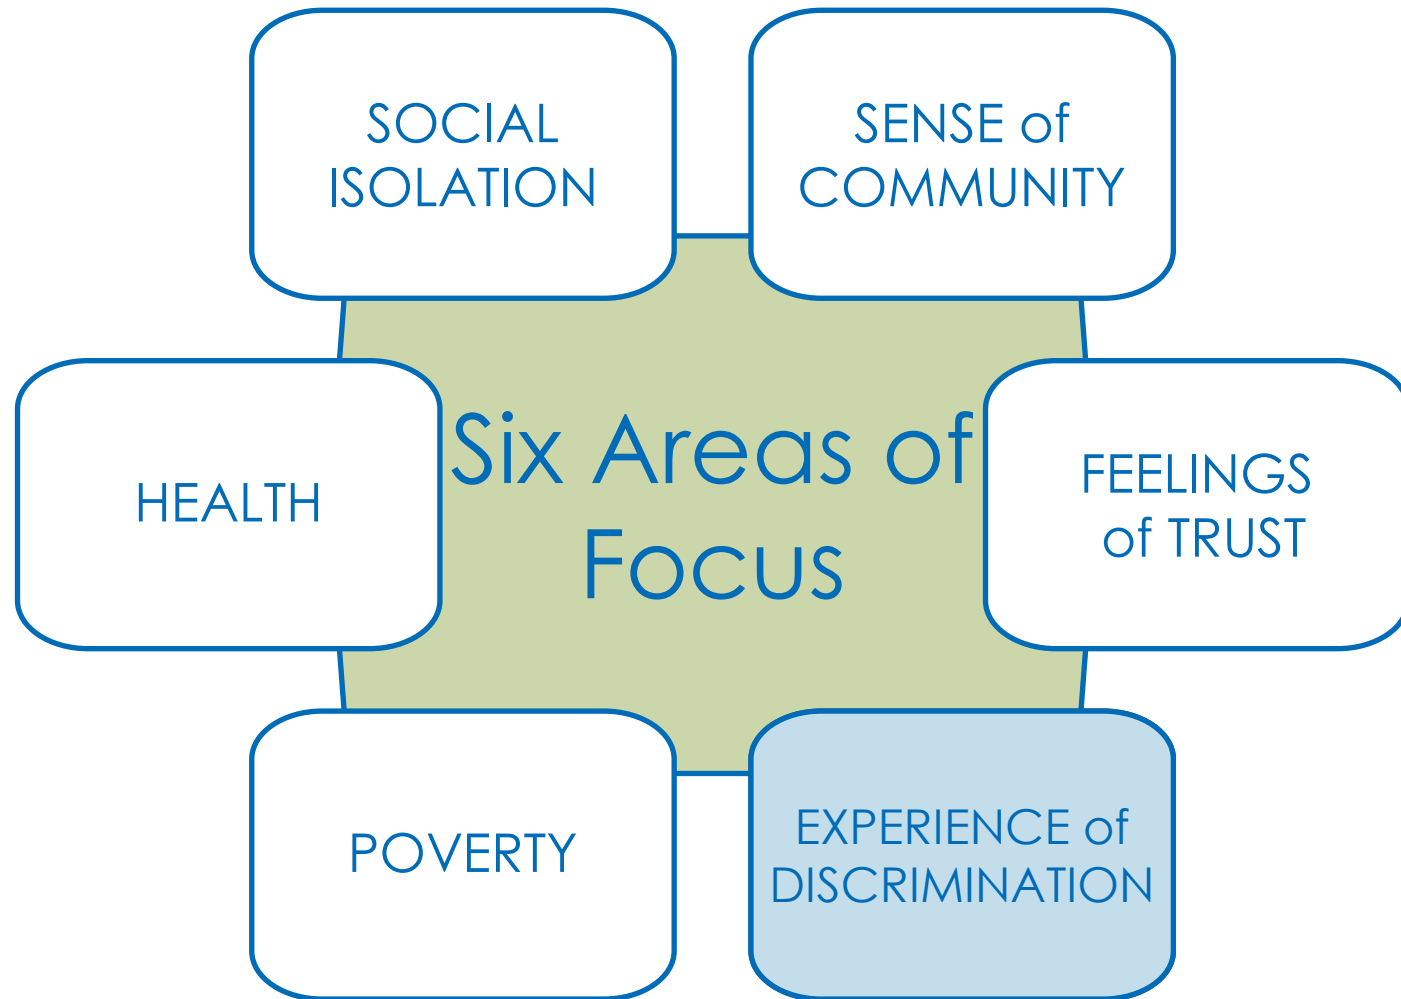 SOCIAL
ISOLATION
SENSE of
COMMUNITY
HEALTH
Six Areas of
Focus
FEELINGS
of TRUST
POVERTY
EXPERIENCE of
DISCRIMINATION